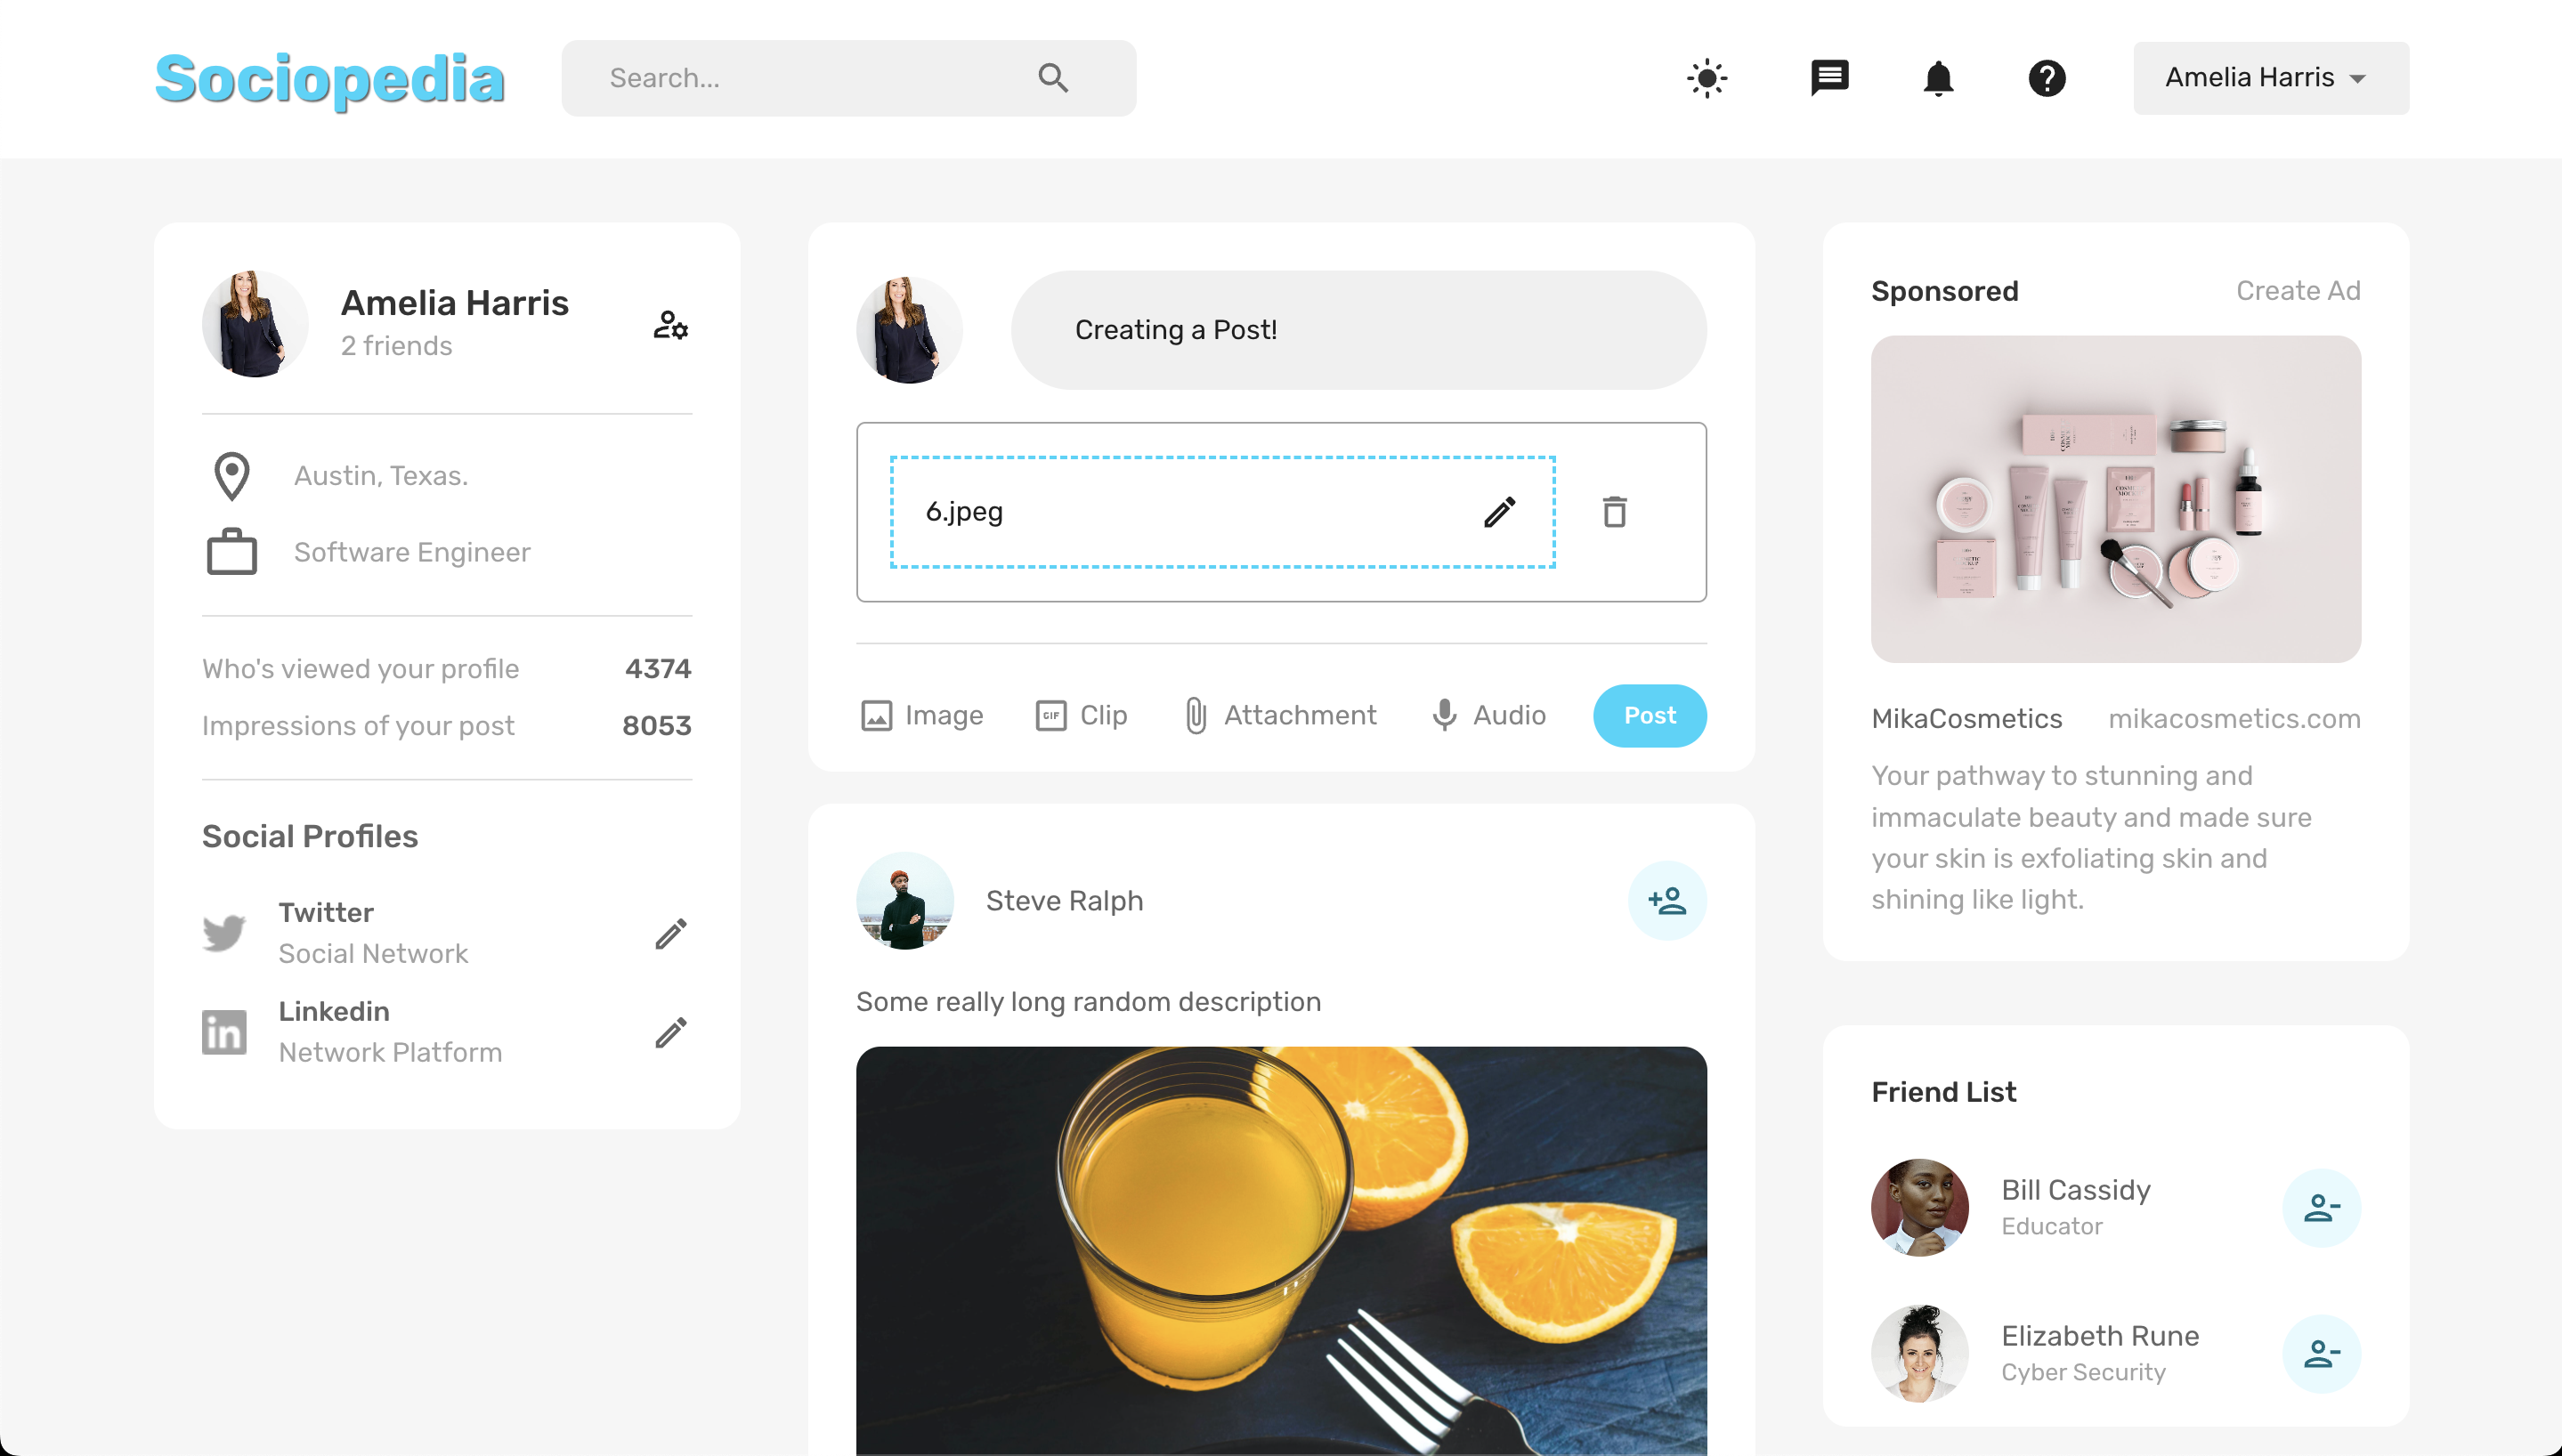 Sociopedia
Search...
Amelia Harris
Amelia Harris
2 friends
Austin, Texas.
Software Engineer
Who's viewed your profile 4374
Impressions of your post 8053
Social Profiles
Twitter
Social Network
Linkedin
Network Platform
Creating a Post!
6.jpeg
Image
GIF Clip
Attachment
Audio
Post
Steve Ralph
Some really long random description
Sponsored Create Ad
MikaCosmetics mikacosmetics.com
Your pathway to stunning and
immaculate beauty and made sure
your skin is exfoliating skin and
shining like light.
Friend List
Bill Cassidy
Educator
Elizabeth Rune
Cyber Security